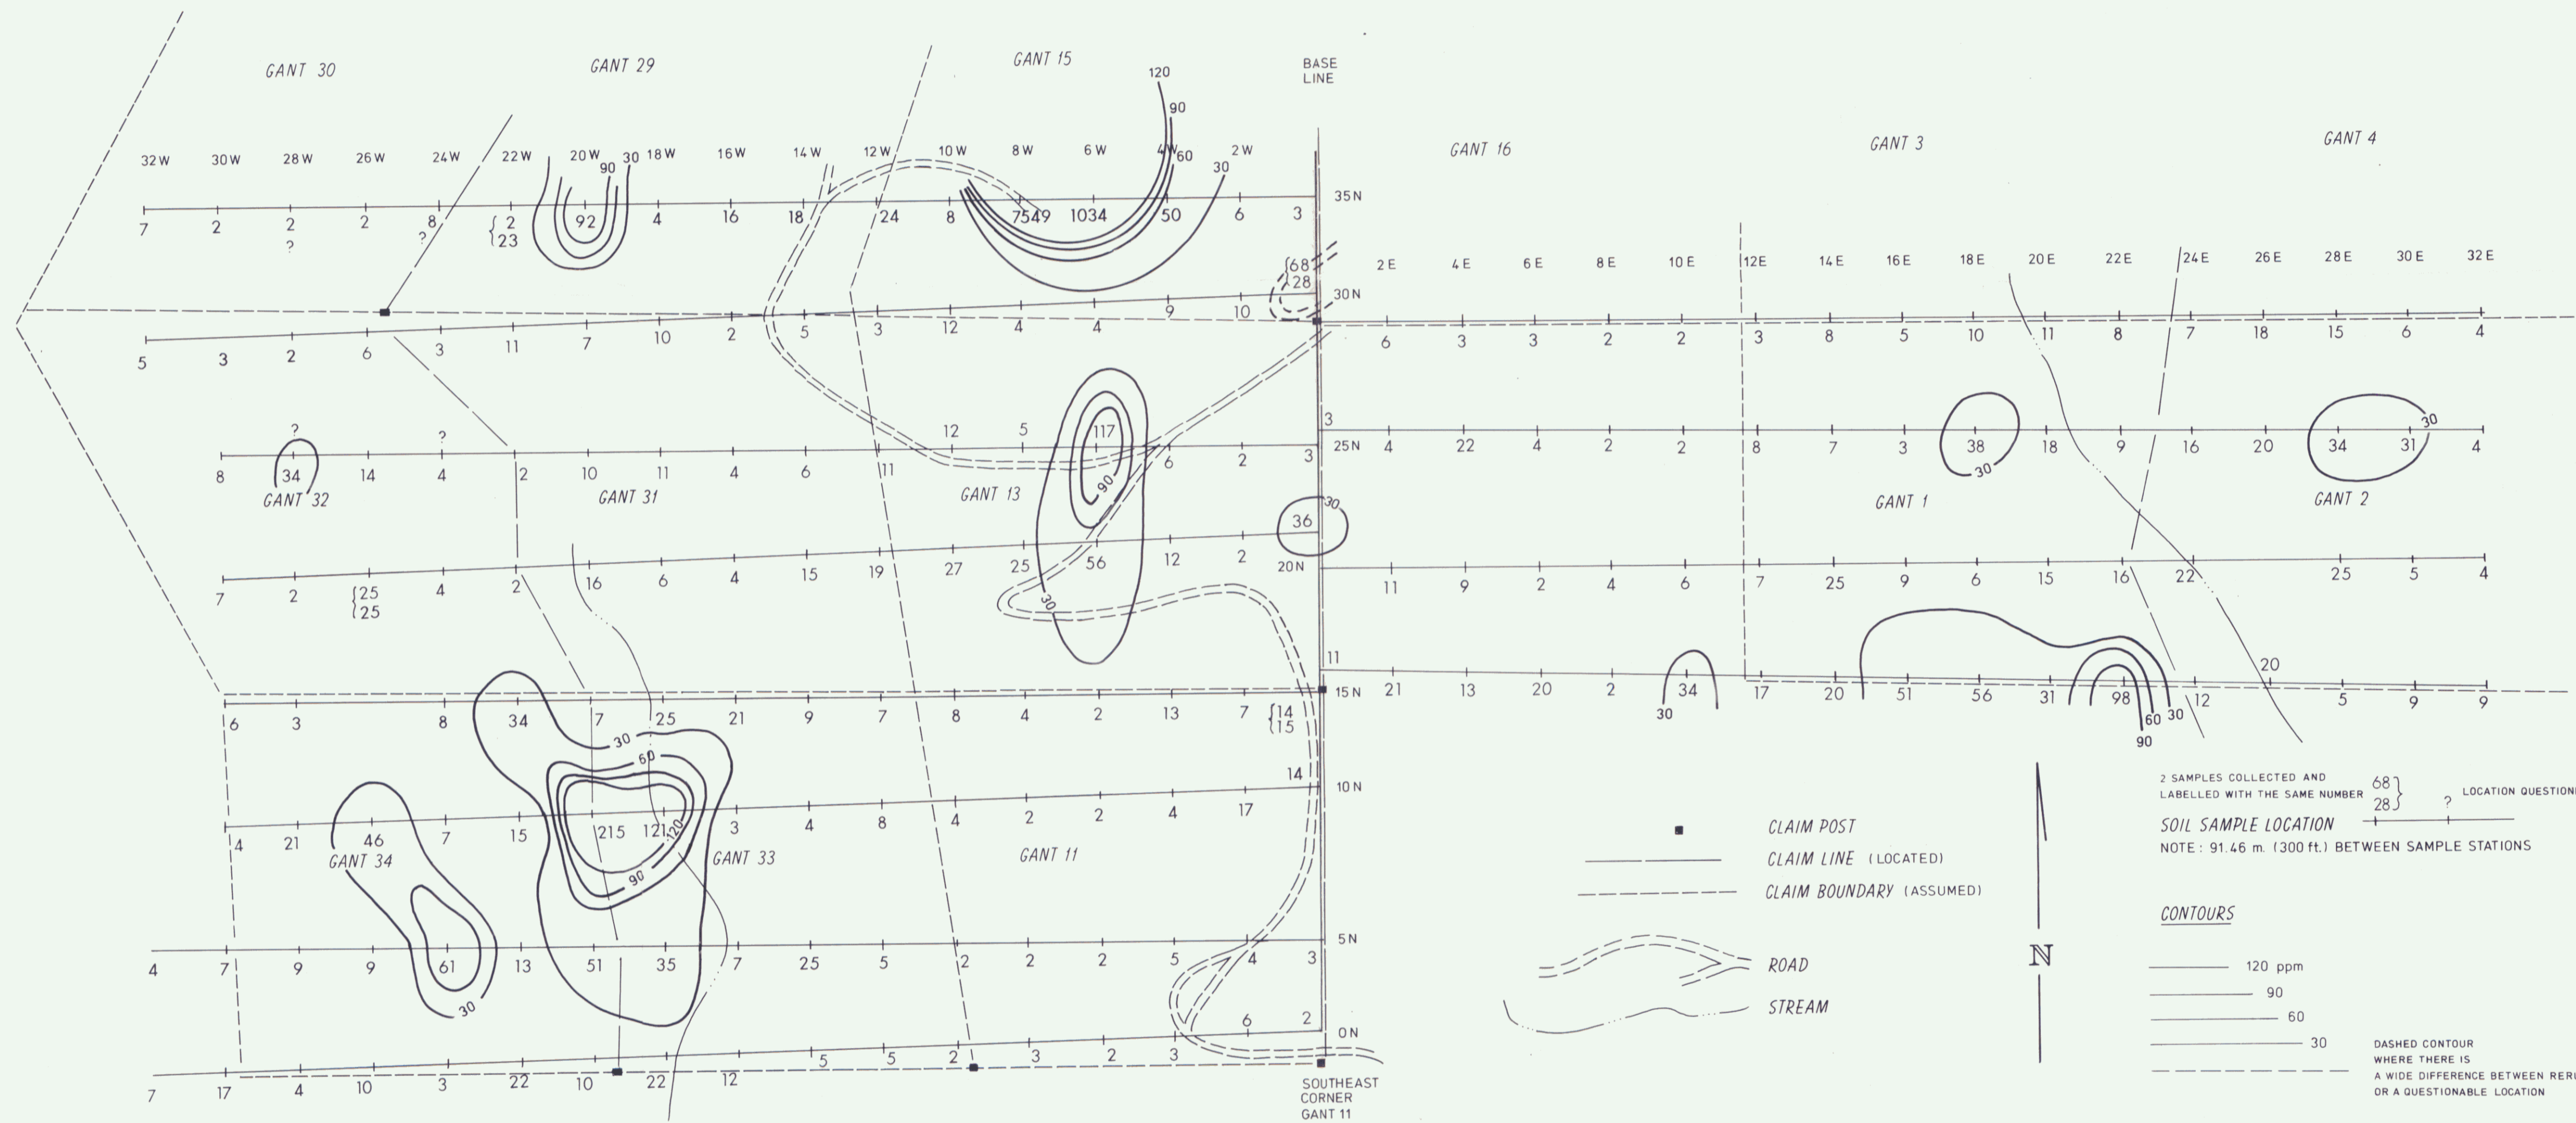 GANT 30
GANT 29
GANT 15
BASE
LINE
GANT 16
GANT 3
GANT 4
120
90
32W 30W 28W 26W 24W 22W 20W 18W 16W 14W 12W 10W 8W 6W 4W 2W
90 30
60
30
35N
7 2 2 2 8 { 2 92 4 16 18 24 8 7549 1034 50 6 3
? ? 23
2E 4E 6E 8E 10E 12E 14E 16E 18E 20E 22E 24E 26E 28E 30E 32E
{68
28
30N
5 3 2 6 3 11 7 10 2 5 3 12 4 4 9 10
6 3 3 2 2 3 8 5 10 11 8 7 18 15 6 4
? ?
12 5 117 3
30
25N
8 34 14 4 2 10 11 4 6 11 6 2 3
4 22 4 2 2 8 7 3 38 18 9 16 20 34 31 4
90
30
GANT 32
GANT 31
GANT 13
GANT 1
GANT 2
30
36
20N
7 2 {25 4 2 16 6 4 15 19 27 25 56 12 2
25
11 9 2 4 6 7 25 9 6 15 16 22 25 5 4
30
11
20
15N
6 3 8 34 7 25 21 9 7 8 4 2 13 7 {14
15
21 13 20 2 34 17 20 51 56 31 98 12 5 9 9
30
60 30
90
30
60
14
10N
4 21 46 7 15 215 121 3 4 8 4 2 2 4 17
120
GANT 34
GANT 33
GANT 11
90
5N
4 7 9 9 61 13 51 35 7 25 5 2 2 2 5 4 3
30
6 2
0N
7 17 4 10 3 22 10 22 12 5 5 2 3 2 3
SOUTHEAST
CORNER
GANT 11
CLAIM POST
CLAIM LINE (LOCATED)
CLAIM BOUNDARY (ASSUMED)
ROAD
STREAM
N
2 SAMPLES COLLECTED AND
LABELLED WITH THE SAME NUMBER
68}
28
?
LOCATION QUESTION
SOIL SAMPLE LOCATION
NOTE: 91.46 m. (300 ft.) BETWEEN SAMPLE STATIONS
CONTOURS
120 ppm
90
60
30
DASHED CONTOUR
WHERE THERE IS
A WIDE DIFFERENCE BETWEEN
OR A QUESTIONABLE LOCATION